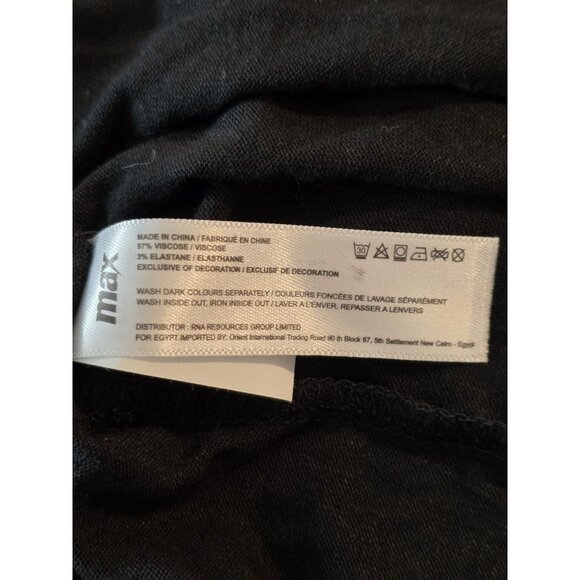 max
MADE IN CHINA / FABRIQUÉ EN CHINE
97% VISCOSE / VISCOSE
3% ELASTANE / ELASTHANNE
EXCLUSIVE OF DECORATION / EXCLUSIF DE DECORATION
30
WASH DARK COLOURS SEPARATELY / COULEURS FONCÉES DE LAVAGE SÉPARÉMENT
WASH INSIDE OUT, IRON INSIDE OUT / LAVER A L'ENVERS, REPASSER A L'ENVERS
DISTRIBUTOR : RNA RESOURCES GROUP LIMITED
FOR EGYPT:IMPORTED BY: Orient International Trading Road 90 th Block 67, 5th Settlement New Cairo - Egypt